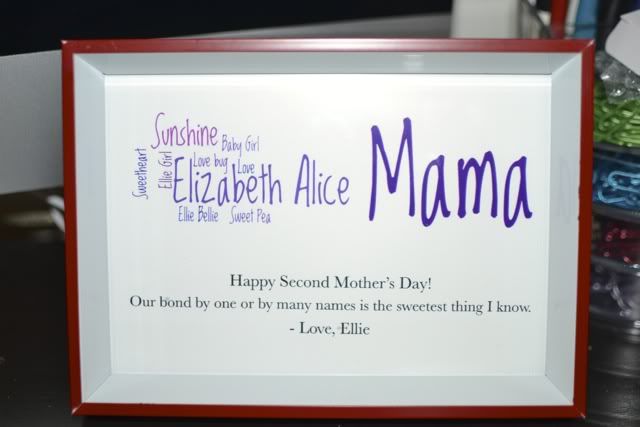 Sunshine
Baby Girl
Sweetheart
Ellie Girl
Love bug
Love
Elizabeth Alice
Mama
Ellie Bellie
Sweet Pea
Happy Second Mother's Day!
Our bond by one or by many names is the sweetest thing I know.
- Love, Ellie